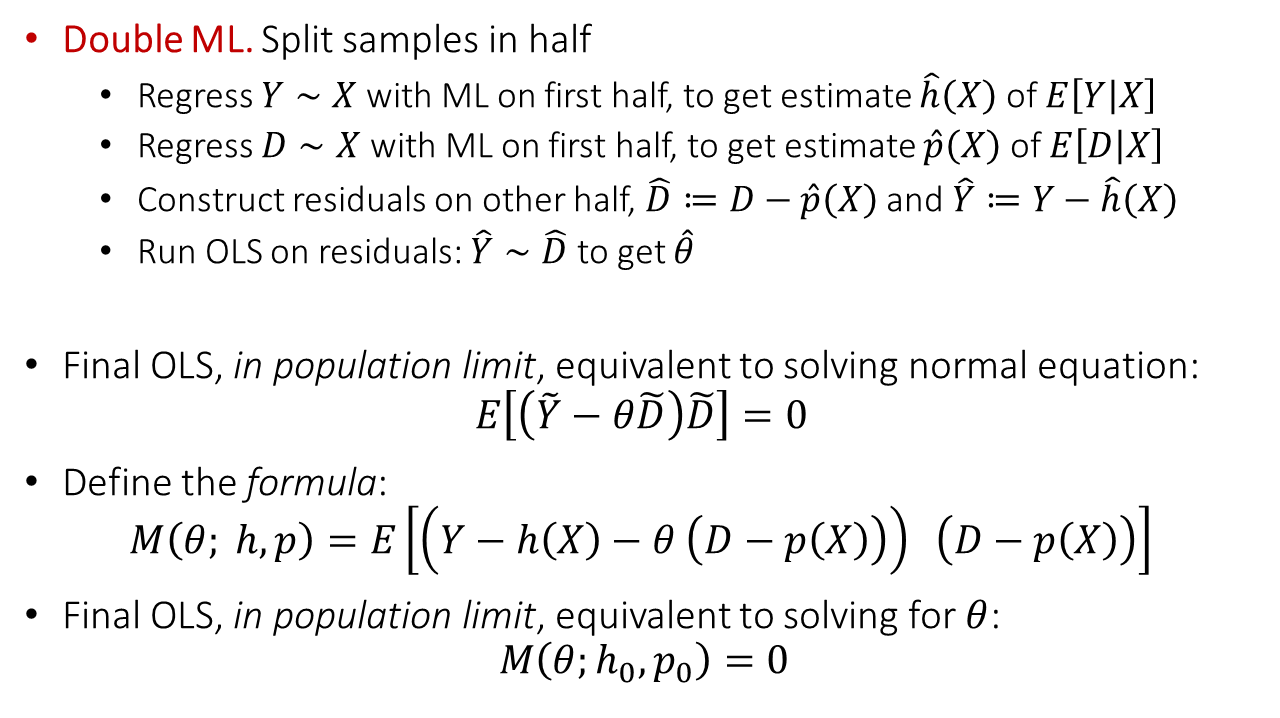 • Double ML. Split samples in half
• Regress 𝑌 ~ 𝑋 with ML on first half, to get estimate ĥ(𝑋) of 𝐸[𝑌|𝑋]
• Regress 𝐷 ~ 𝑋 with ML on first half, to get estimate p̂(𝑋) of 𝐸[𝐷|𝑋]
• Construct residuals on other half, D̂ ≔ 𝐷 − p̂(𝑋) and Ŷ ≔ 𝑌 − ĥ(𝑋)
• Run OLS on residuals: Ŷ ~ D̂ to get θ̂
• Final OLS, in population limit, equivalent to solving normal equation:
𝐸[(Ỹ − 𝜃D̃)D̃] = 0
• Define the formula:
𝑀(𝜃; ℎ, 𝑝) = 𝐸[(𝑌 − ℎ(𝑋) − 𝜃 (𝐷 − 𝑝(𝑋))) (𝐷 − 𝑝(𝑋))]
• Final OLS, in population limit, equivalent to solving for 𝜃:
𝑀(𝜃; ℎ₀, 𝑝₀) = 0